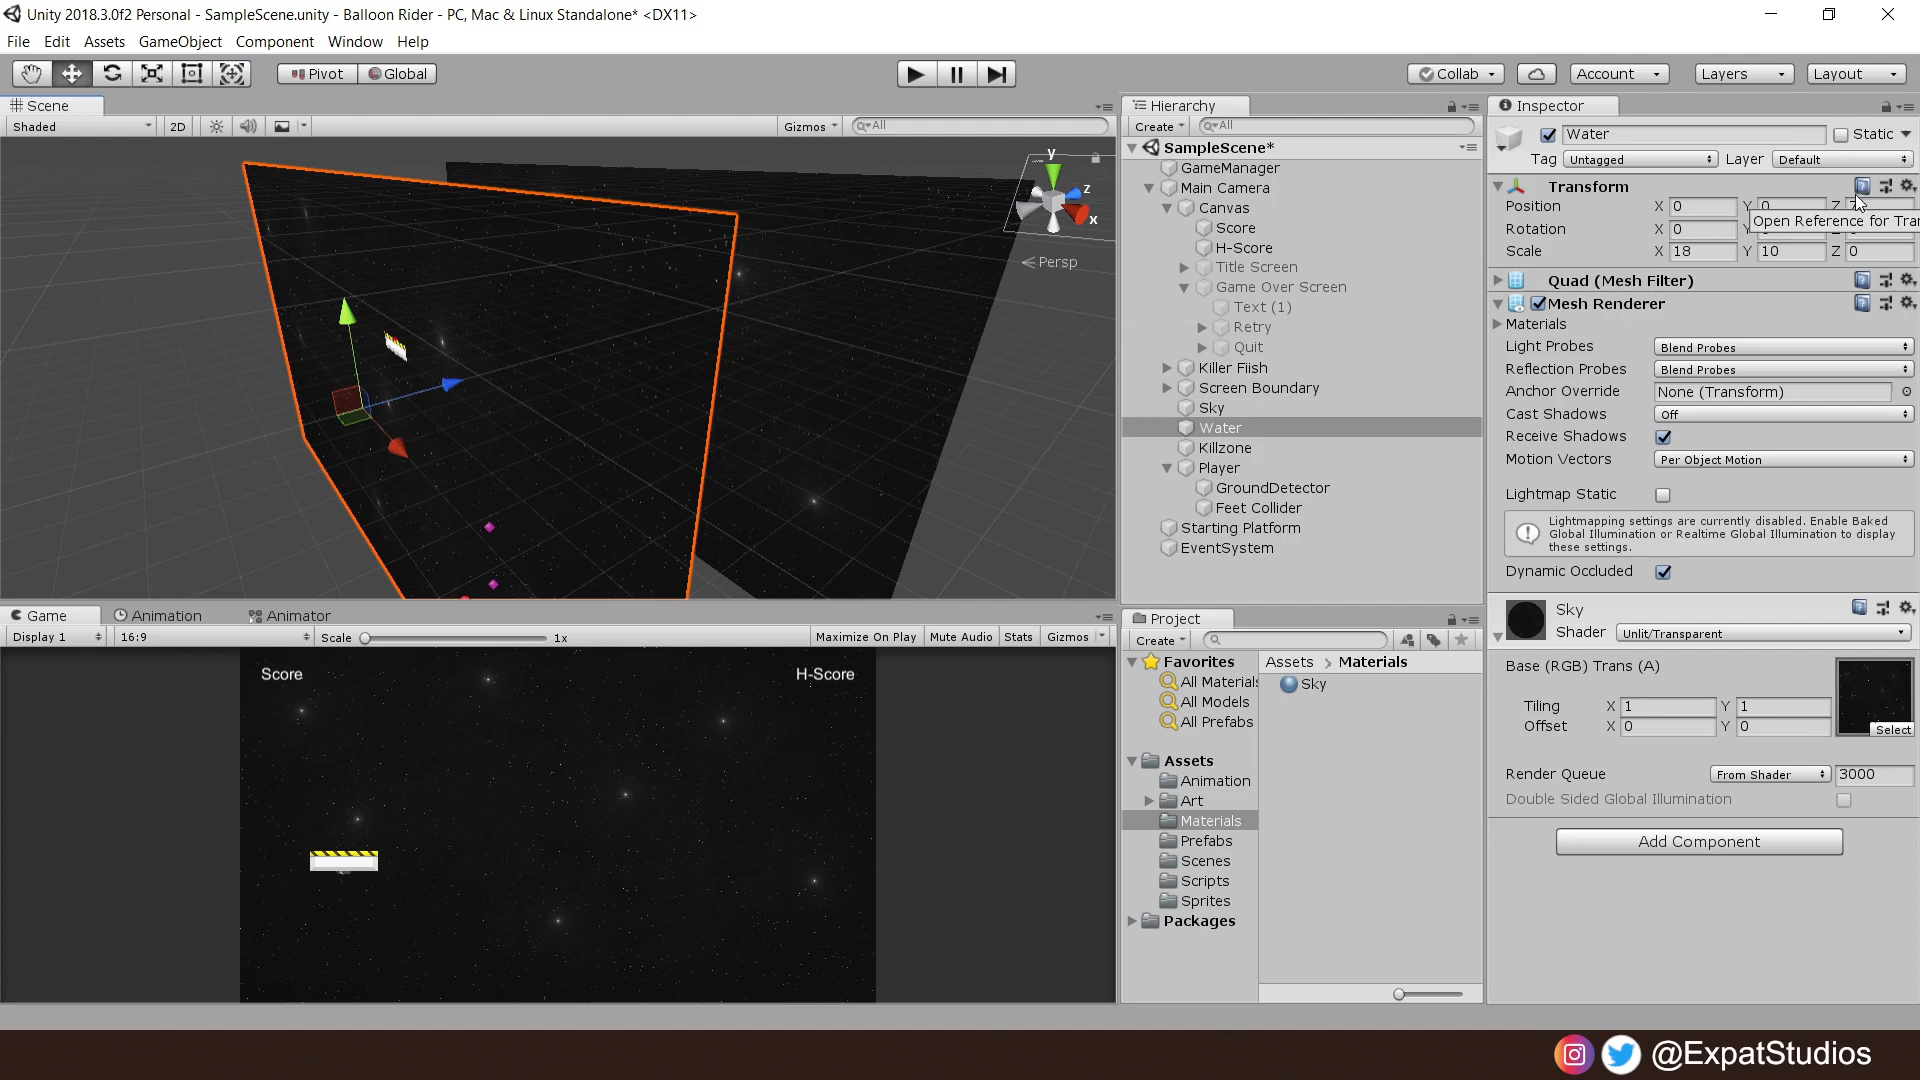 Unity 2018.3.0f2 Personal - SampleScene.unity - Balloon Rider - PC, Mac & Linux Standalone* <DX11>
File Edit Assets GameObject Component Window Help
Pivot Global Collab Account Layers Layout
Scene
Shaded 2D Gizmos All
y z x
Persp
Hierarchy
Create All
SampleScene*
GameManager
Main Camera
Canvas
Score
H-Score
Title Screen
Game Over Screen
Text (1)
Retry
Quit
Killer Fiish
Screen Boundary
Sky
Water
Killzone
Player
GroundDetector
Feet Collider
Starting Platform
EventSystem
Inspector
Water Static
Tag Untagged Layer Default
Transform
Position X 0 Y 0 Z
Open Reference for Tra
Rotation X 0
Scale X 18 Y 10 Z 0
Quad (Mesh Filter)
Mesh Renderer
Materials
Light Probes Blend Probes
Reflection Probes Blend Probes
Anchor Override None (Transform)
Cast Shadows Off
Receive Shadows
Motion Vectors Per Object Motion
Lightmap Static
Lightmapping settings are currently disabled. Enable Baked
Global Illumination or Realtime Global Illumination to display
these settings.
Dynamic Occluded
Sky
Shader Unlit/Transparent
Base (RGB) Trans (A)
Tiling X 1 Y 1
Offset X 0 Y 0
Select
Render Queue From Shader 3000
Double Sided Global Illumination
Add Component
Game Animation Animator
Display 1 16:9 Scale 1x Maximize On Play Mute Audio Stats Gizmos
Score H-Score
Project
Create
Favorites
All Materials
All Models
All Prefabs
Assets
Animation
Art
Materials
Prefabs
Scenes
Scripts
Sprites
Packages
Assets > Materials
Sky
@ExpatStudios